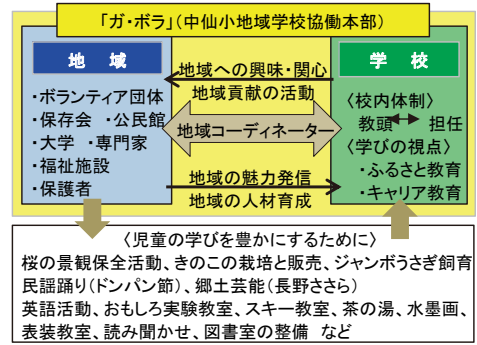 「ガ・ボラ」（中仙小地域学校協働本部）
地　域
・ボランティア団体
・保存会　・公民館
・大学　・専門家
・福祉施設
・保護者
地域への興味・関心
地域貢献の活動
地域コーディネーター
地域の魅力発信
地域の人材育成
学　校
〈校内体制〉
教頭　担任
〈学びの視点〉
・ふるさと教育
・キャリア教育
〈児童の学びを豊かにするために〉
桜の景観保全活動、きのこの栽培と販売、ジャンボうさぎ飼育
民謡踊り（ドンパン節）、郷土芸能（長野ささら）
英語活動、おもしろ実験教室、スキー教室、茶の湯、水墨画、
表装教室、読み聞かせ、図書室の整備　など